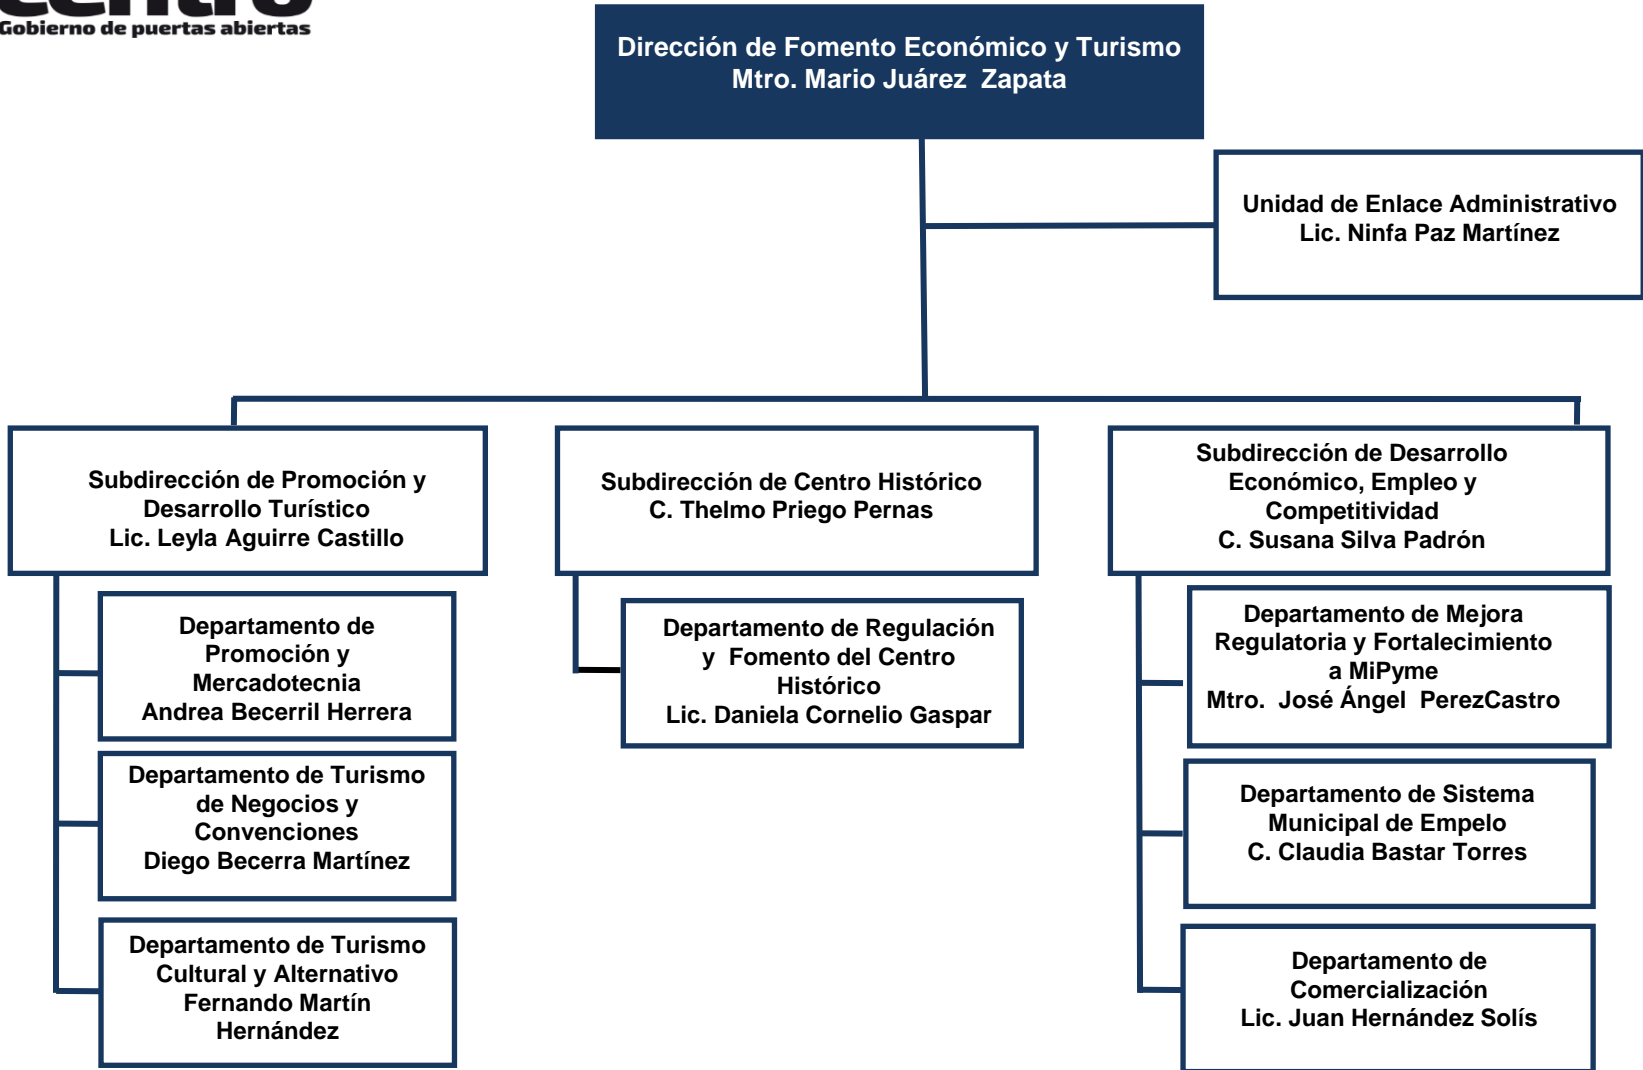 Gobierno de puertas abiertas
Dirección de Fomento Económico y Turismo
Mtro. Mario Juárez Zapata
Unidad de Enlace Administrativo
Lic. Ninfa Paz Martínez
Subdirección de Promoción y
Desarrollo Turístico
Lic. Leyla Aguirre Castillo
Subdirección de Centro Histórico
C. Thelmo Priego Pernas
Subdirección de Desarrollo
Económico, Empleo y
Competitividad
C. Susana Silva Padrón
Departamento de
Promoción y
Mercadotecnia
Andrea Becerril Herrera
Departamento de Regulación
y Fomento del Centro
Histórico
Lic. Daniela Cornelio Gaspar
Departamento de Mejora
Regulatoria y Fortalecimiento
a MiPyme
Mtro. José Ángel PerezCastro
Departamento de Turismo
de Negocios y
Convenciones
Diego Becerra Martínez
Departamento de Sistema
Municipal de Empelo
C. Claudia Bastar Torres
Departamento de Turismo
Cultural y Alternativo
Fernando Martín
Hernández
Departamento de
Comercialización
Lic. Juan Hernández Solís